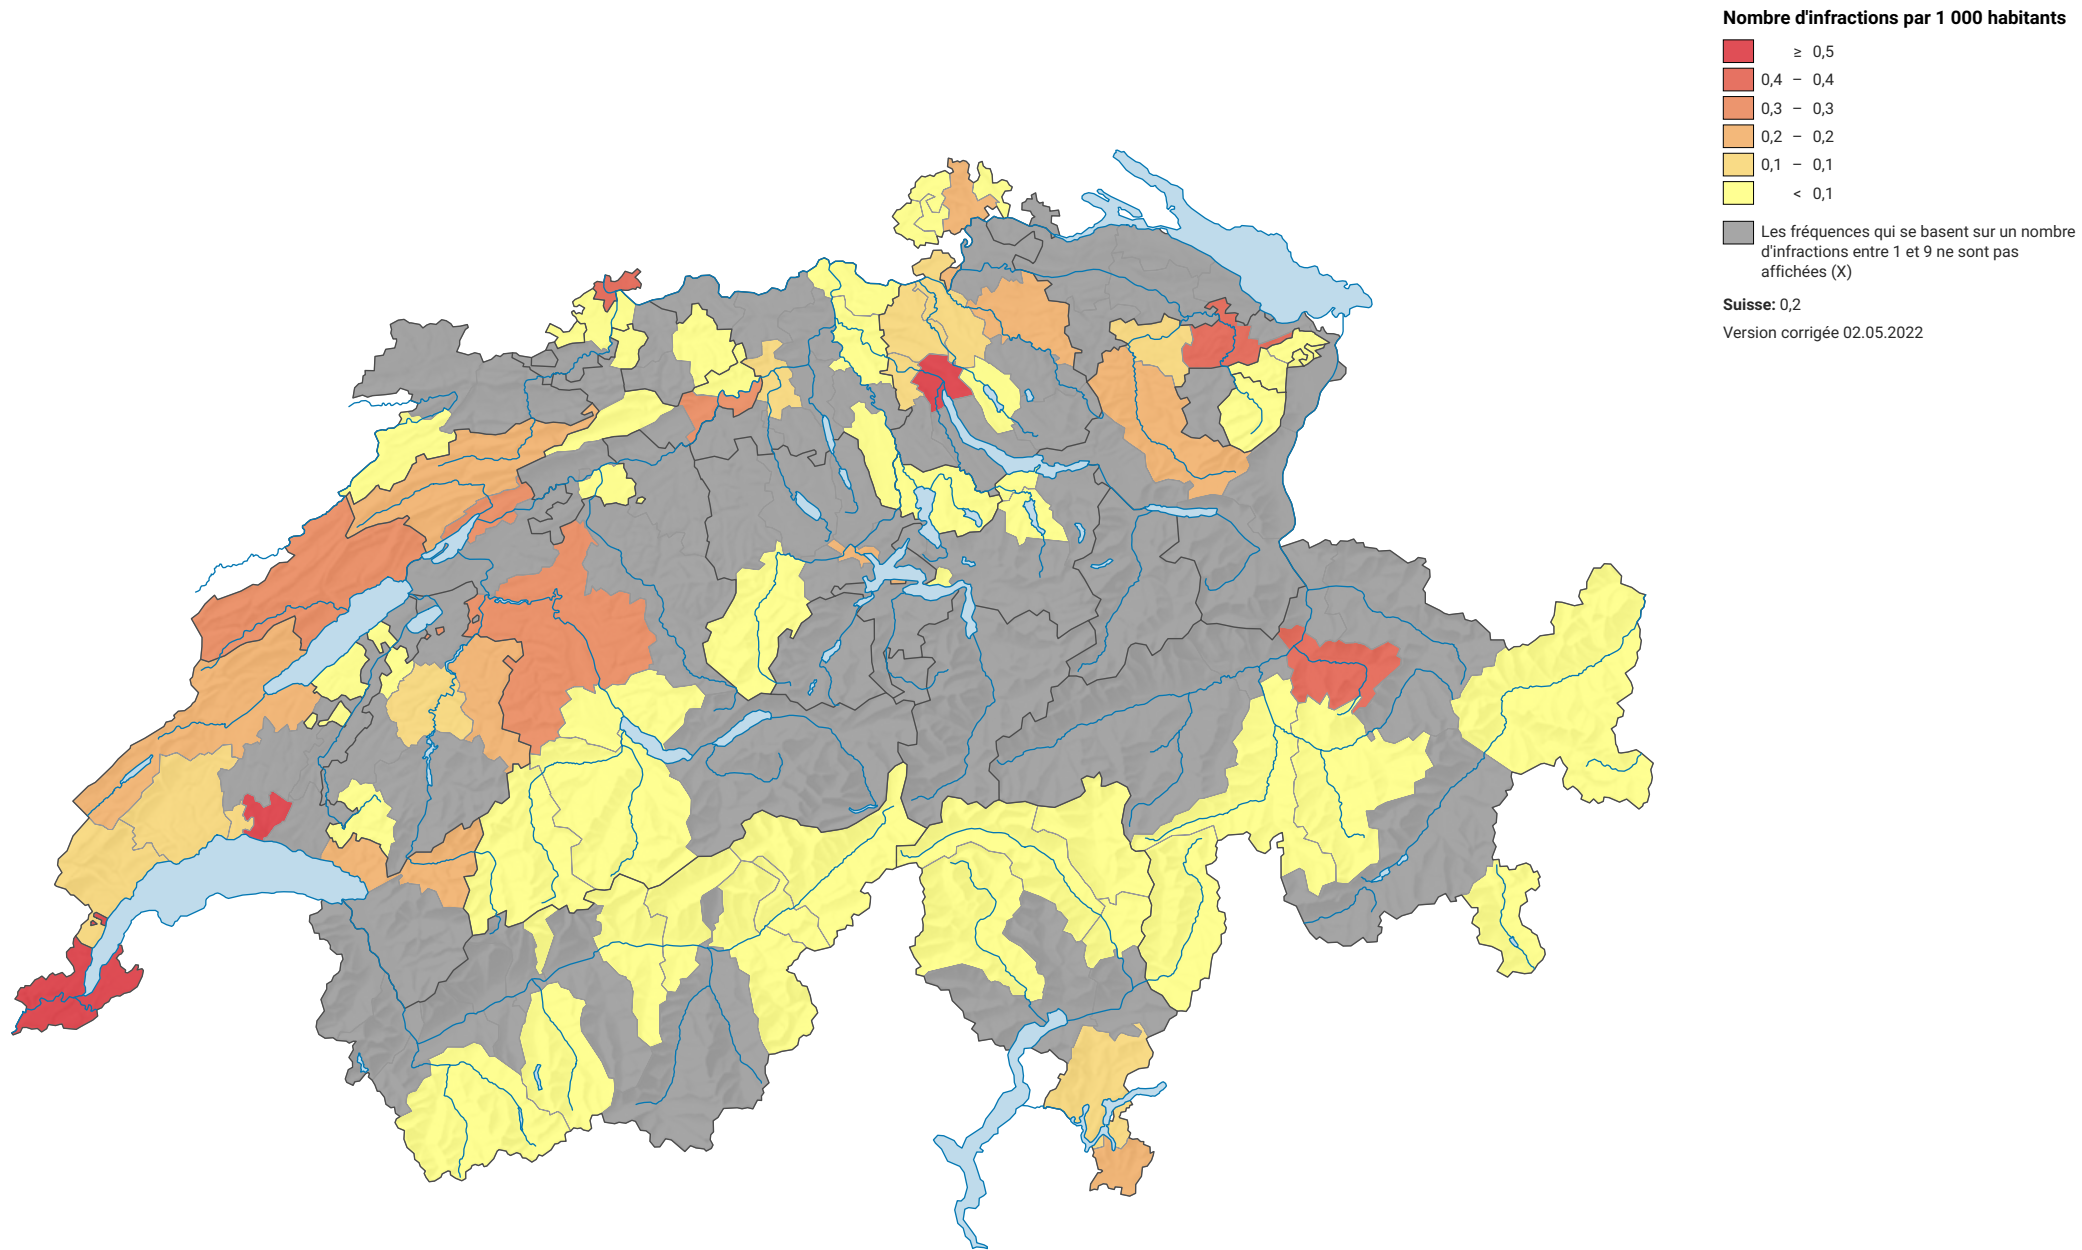 Nombre d'infractions par 1 000 habitants
≥ 0,5
0,4 – 0,4
0,3 – 0,3
0,2 – 0,2
0,1 – 0,1
< 0,1
Les fréquences qui se basent sur un nombre
d'infractions entre 1 et 9 ne sont pas
affichées (X)
Suisse: 0,2
Version corrigée 02.05.2022